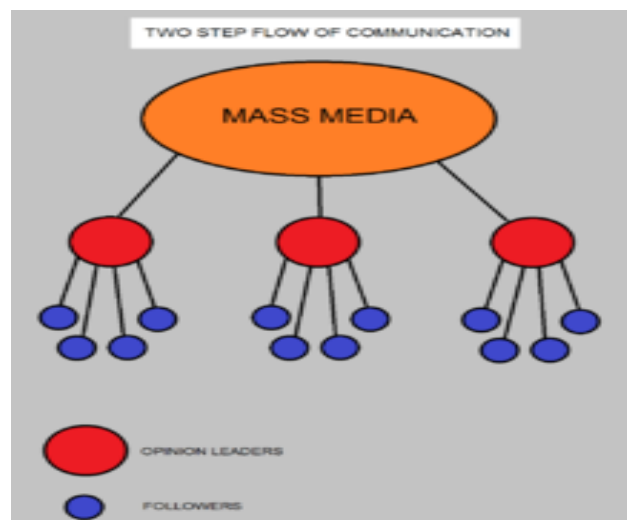 TWO STEP FLOW OF COMMUNICATION
MASS MEDIA
OPINION LEADERS
FOLLOWERS